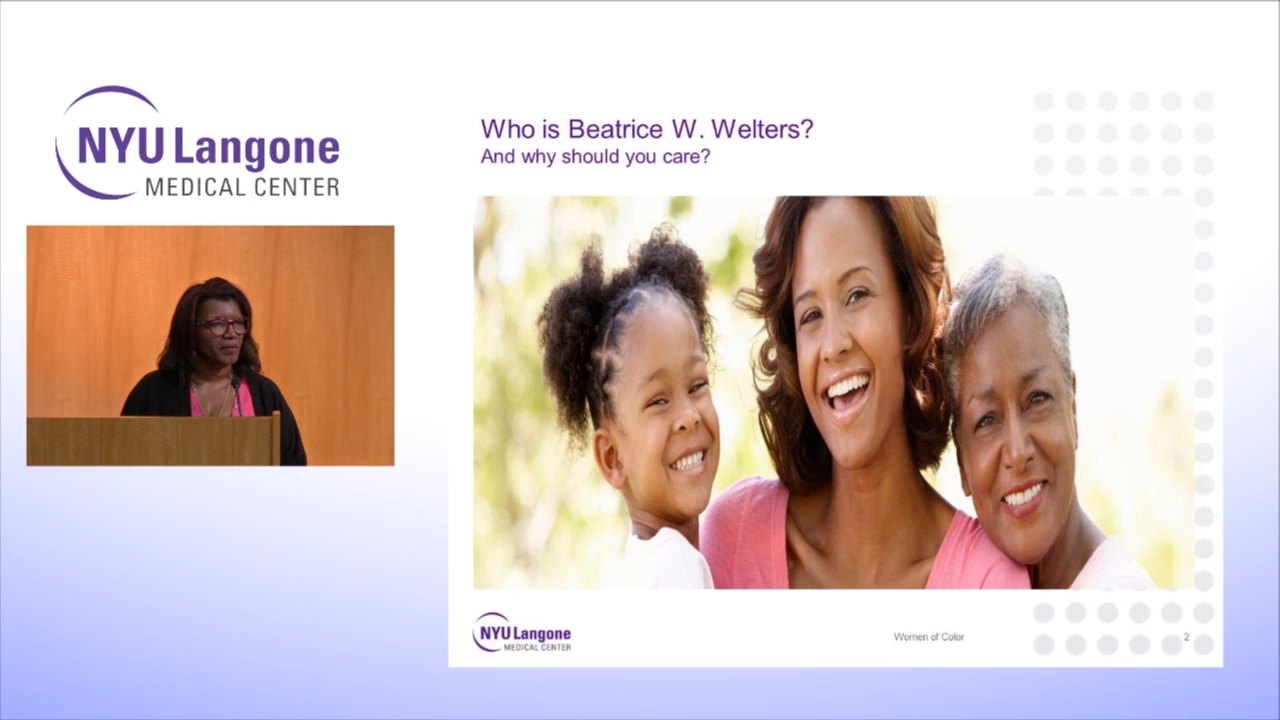 NYU Langone
MEDICAL CENTER
Who is Beatrice W. Welters?
And why should you care?
NYU Langone
MEDICAL CENTER
Women of Color
2